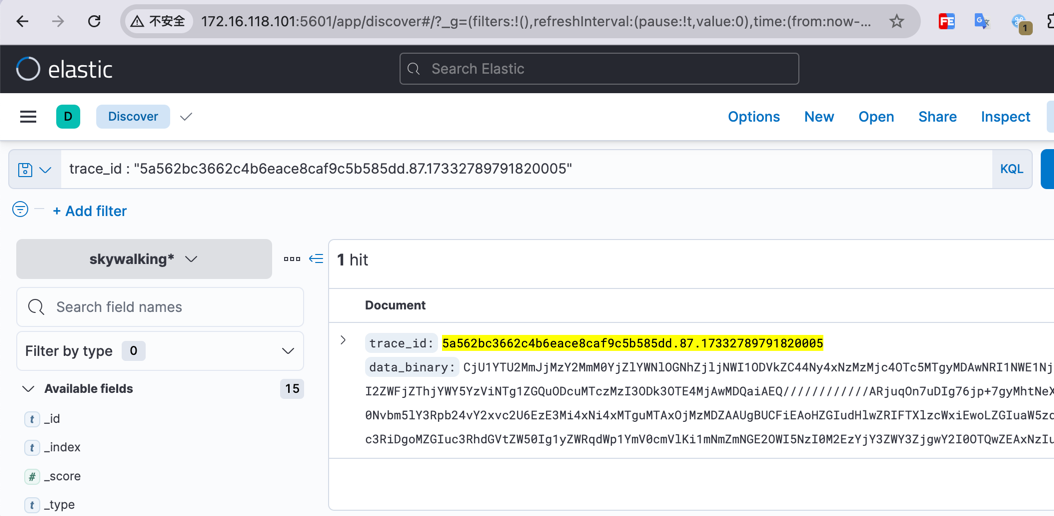 不安全 172.16.118.101:5601/app/discover#/?_g=(filters:!(),refreshInterval:(pause:!t,value:0),time:(from:now-...
1
elastic Search Elastic
D Discover Options New Open Share Inspect
trace_id : "5a562bc3662c4b6eace8caf9c5b585dd.87.17332789791820005" KQL
+ Add filter
skywalking*
1 hit
Search field names
Document
Filter by type 0
trace_id: 5a562bc3662c4b6eace8caf9c5b585dd.87.17332789791820005
data_binary: CjU1YTU2MmJjMzY2MmM0YjZlYWNlOGNhZjljNWI1ODVkZC44Ny4xNzMzMjc4OTc5MTgyMDAwNRI1NWE1Nj
I2ZWFjZThjYWY5YzViNTg1ZGQuODcuMTczMzI3ODk3OTE4MjAwMDQaiAEQ////////////ARjuqOn7uDIg76jp+7gyMhtNeX
0Nvbm5lY3Rpb24vY2xvc2U6EzE3Mi4xNi4xMTguMTAxOjMzMDZAAUgBUCFiEAoHZGIudHlwZRIFTXlzcWxiEwoLZGIuaW5zd
c3RiDgoMZGIuc3RhdGVtZW50Ig1yZWRqdWp1YmV0cmVlKi1mNmZmNGE2OWI5NzI0M2EzYjY3ZWY3ZjgwY2I0OTQwZEAxNzIu
Available fields 15
t _id
t _index
# _score
t _type